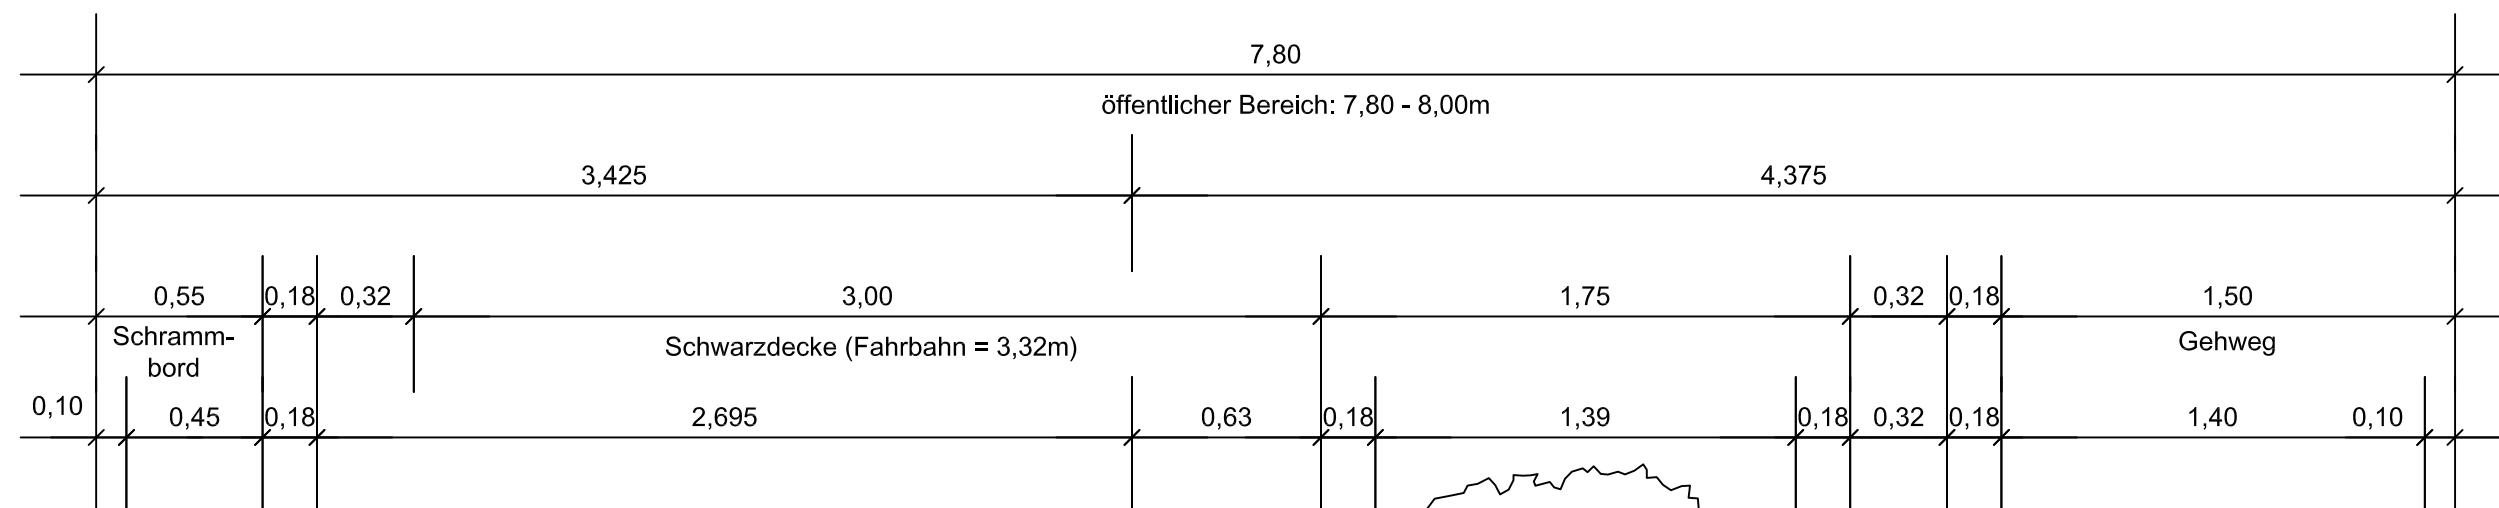 7,80
öffentlicher Bereich: 7,80 - 8,00m
3,425 4,375
0,55 0,18 0,32 3,00 1,75 0,32 0,18 1,50
Schramm-
bord
Schwarzdecke (Fahrbahn = 3,32m)
Gehweg
0,10 0,45 0,18 2,695 0,63 0,18 1,39 0,18 0,32 0,18 1,40 0,10